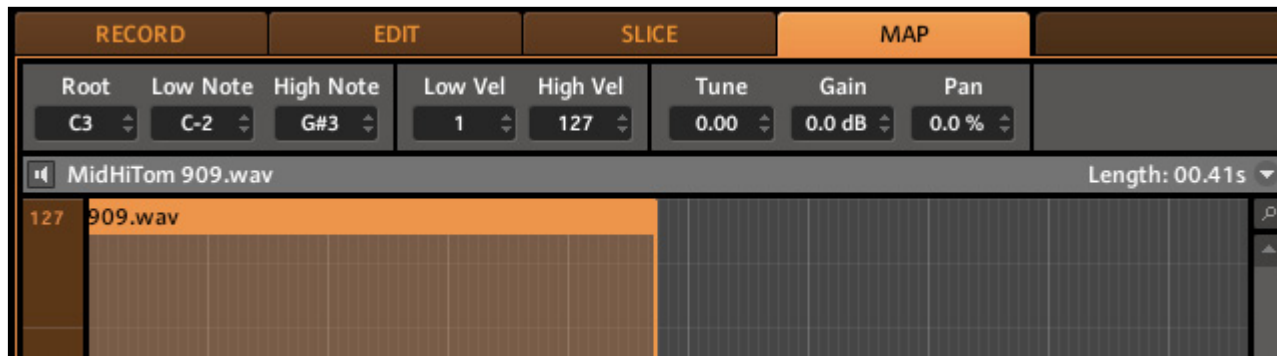 RECORD EDIT SLICE MAP
Root Low Note High Note Low Vel High Vel Tune Gain Pan
C3 C-2 G#3 1 127 0.00 0.0 dB 0.0 %
MidHiTom 909.wav Length: 00.41s
127 909.wav